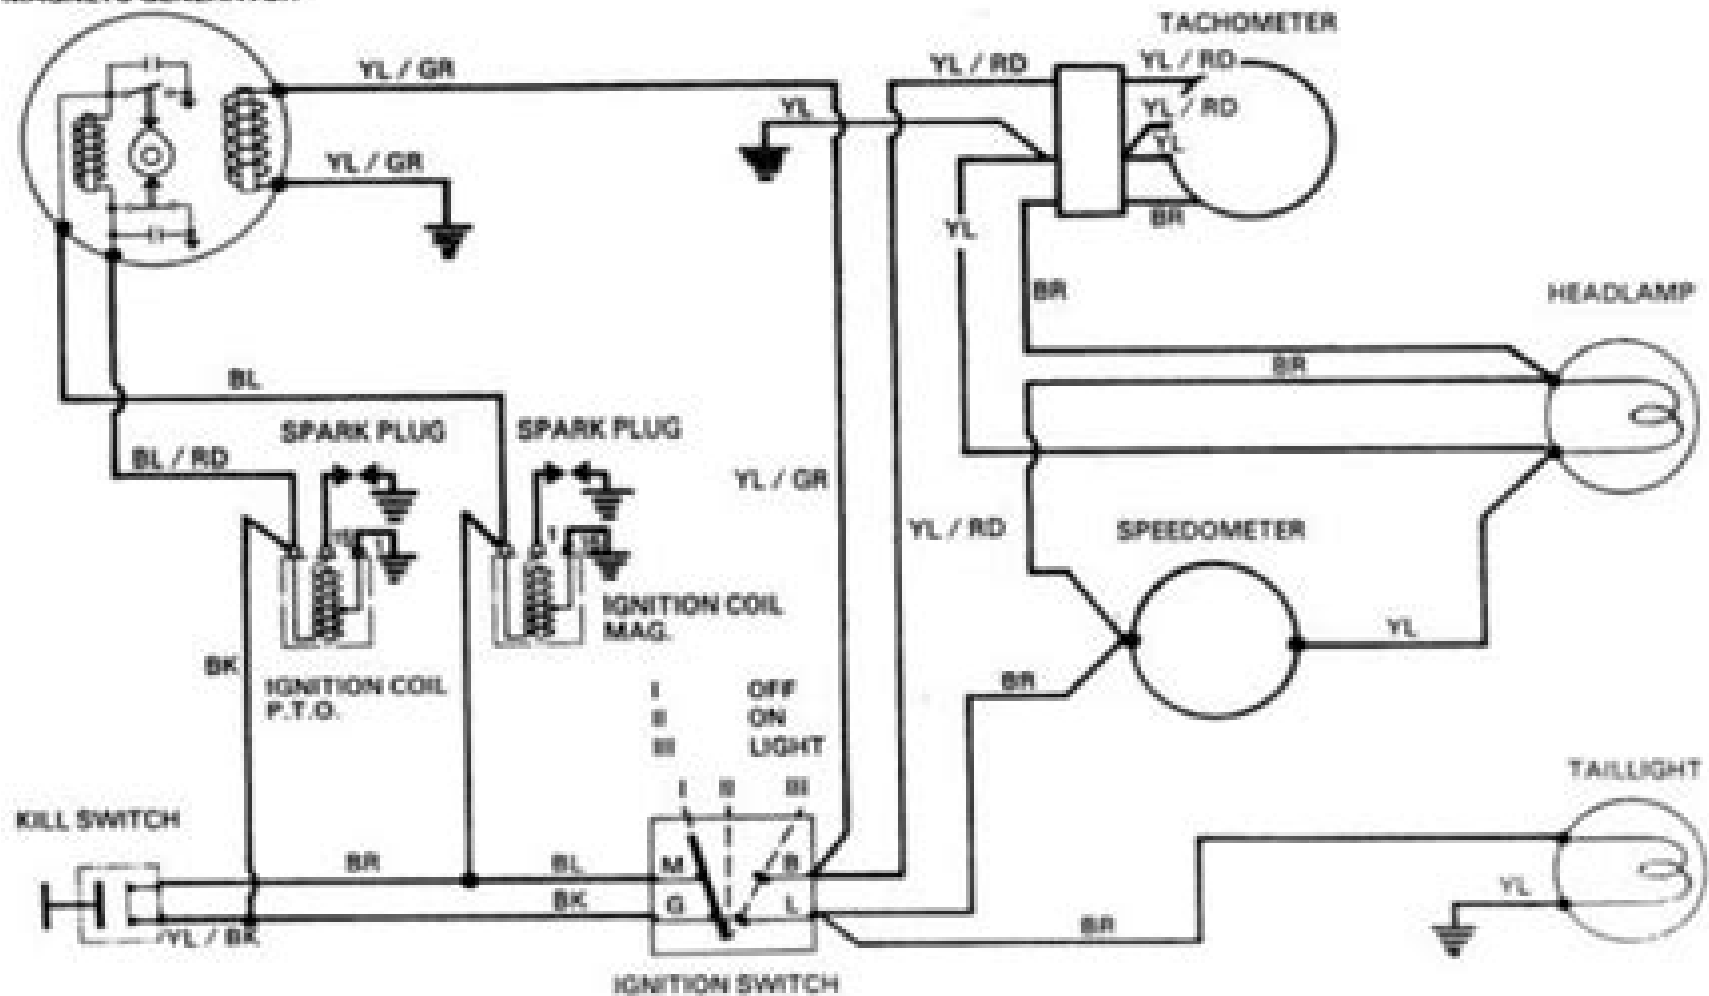 TACHOMETER
YL / GR
YL / RD
YL / RD
YL
YL / RD
YL
YL / GR
BR
YL
BR
HEADLAMP
BR
BL
SPARK PLUG
SPARK PLUG
BL / RD
YL / GR
YL / RD
SPEEDOMETER
1
1
IGNITION COIL
MAG.
YL
BK
IGNITION COIL
P.T.O.
BR
I OFF
II ON
III LIGHT
TAILLIGHT
I II III
KILL SWITCH
BR
BL
M
B
YL
BK
G
L
YL / BK
BR
IGNITION SWITCH